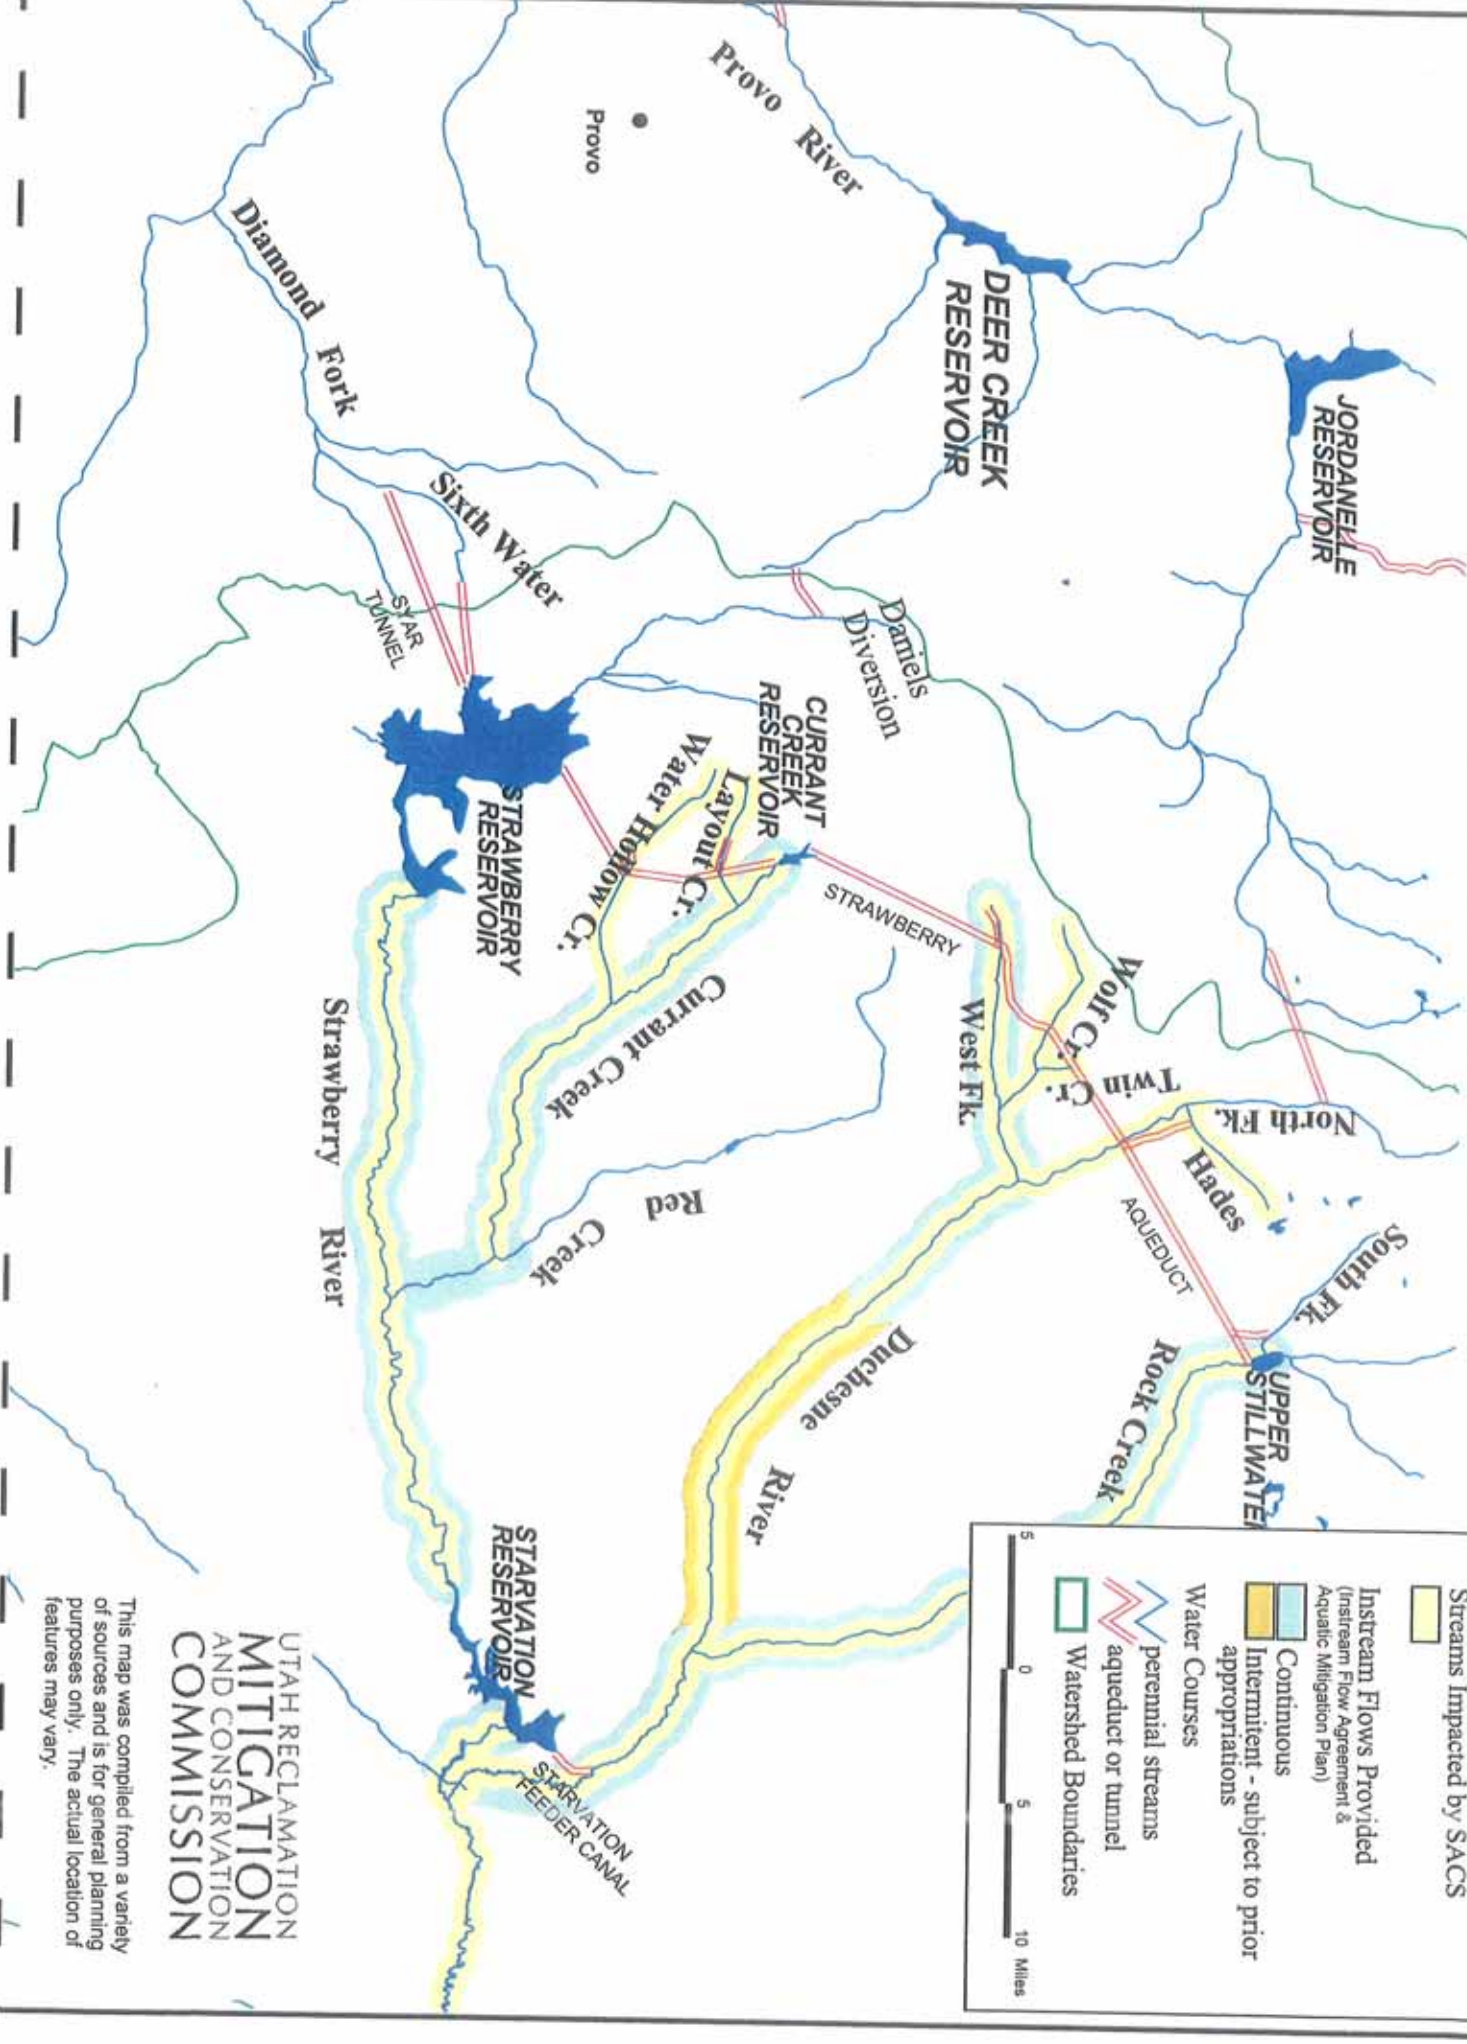 Provo River
Provo
DEER CREEK
RESERVOIR
JORDANELLE
RESERVOIR
Diamond Fork
Sixth Water
SYAR
TUNNEL
Daniels
Diversion
CURRANT
CREEK
RESERVOIR
STRAWBERRY
RESERVOIR
Water Hollow Cr.
Layout Cr.
STRAWBERRY
AQUEDUCT
Wolf Cr.
West Fk.
Twin Cr.
North Fk.
Hades
South Fk.
UPPER
STILLWATE
Rock Creek
Currant Creek
Red Creek
Strawberry River
Duchesne River
STARVATION
RESERVOIR
STARVATION
FEEDER CANAL
Streams Impacted by SACS
Instream Flows Provided
(Instream Flow Agreement &
Aquatic Mitigation Plan)
Continuous
Intermittent - subject to prior
appropriations
Water Courses
perennial streams
aqueduct or tunnel
Watershed Boundaries
5 0 5 10 Miles
UTAH RECLAMATION
MITIGATION
AND CONSERVATION
COMMISSION
This map was compiled from a variety
of sources and is for general planning
purposes only. The actual location of
features may vary.